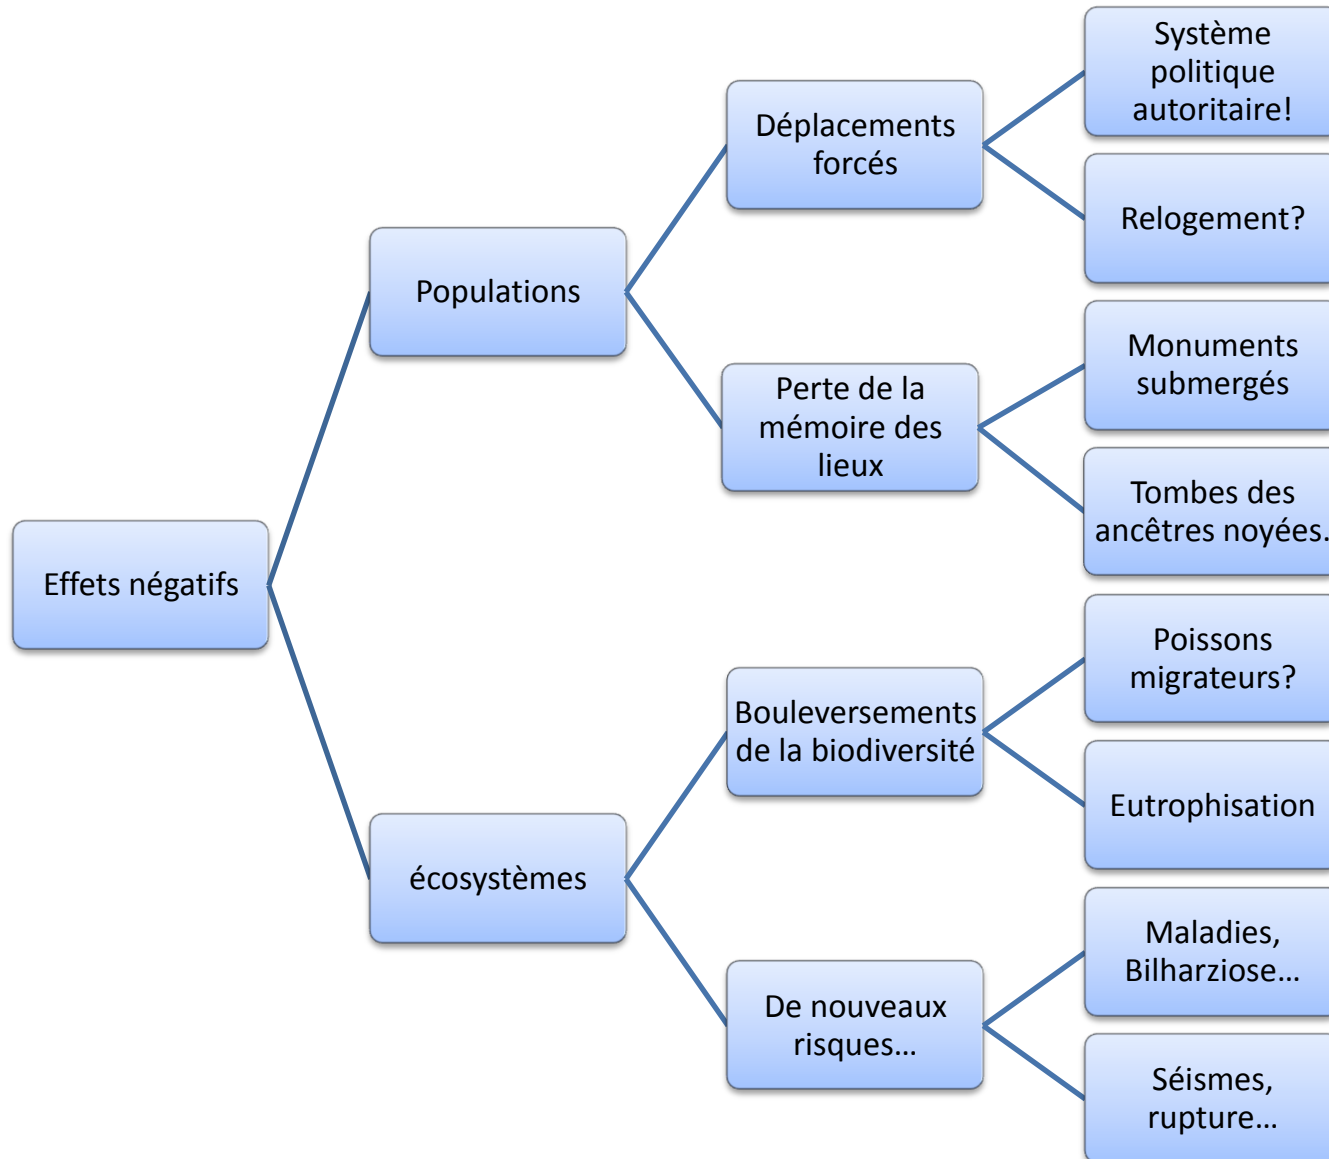 Système
politique
autoritaire!
Déplacements
forcés
Relogement?
Populations
Monuments
submergés
Perte de la
mémoire des
lieux
Tombes des
ancêtres noyées.
Effets négatifs
Poissons
migrateurs?
Bouleversements
de la biodiversité
Eutrophisation
écosystèmes
Maladies,
Bilharziose…
De nouveaux
risques…
Séismes,
rupture…